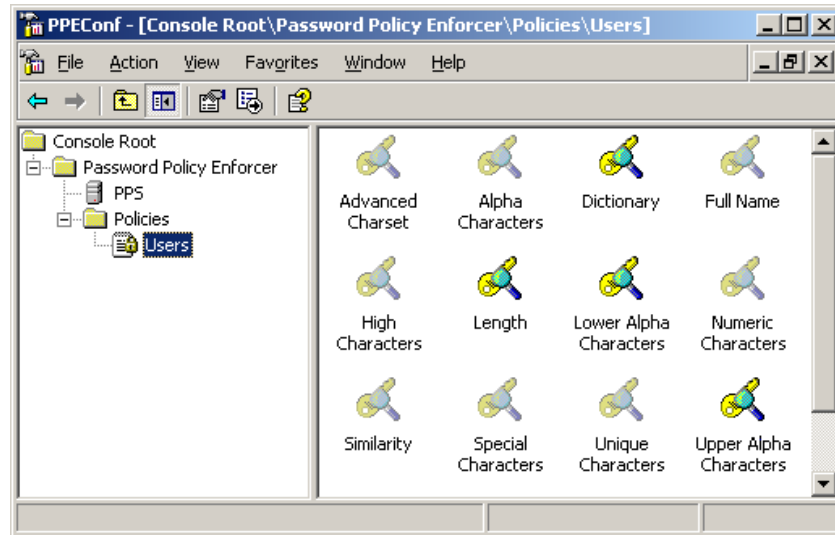 PPEConf - [Console Root\Password Policy Enforcer\Policies\Users]
File Action View Favorites Window Help
Console Root
Password Policy Enforcer
PPS
Policies
Users
Advanced Charset
Alpha Characters
Dictionary
Full Name
High Characters
Length
Lower Alpha Characters
Numeric Characters
Similarity
Special Characters
Unique Characters
Upper Alpha Characters